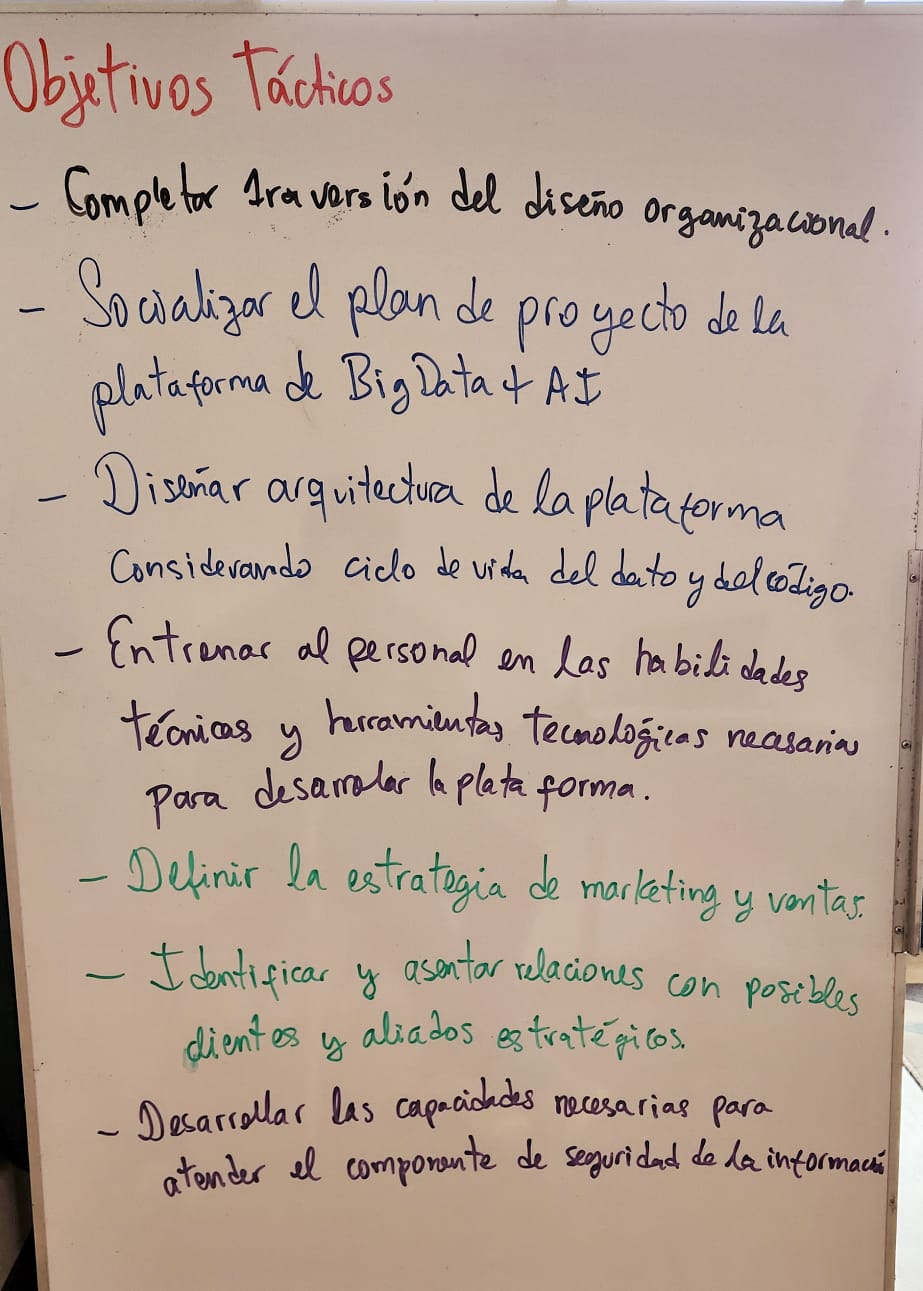 Objetivos Tácticos
- Completar 1ra versión del diseño organizacional.
- Socializar el plan de proyecto de la
plataforma de Big Data + AI
- Diseñar arquitectura de la plataforma
Considerando ciclo de vida del dato y del código.
- Entrenar al personal en las habilidades
técnicas y herramientas tecnológicas necesarias
para desarrollar la plataforma.
- Definir la estrategia de marketing y ventas.
- Identificar y asentar relaciones con posibles
clientes y aliados estratégicos.
- Desarrollar las capacidades necesarias para
atender el componente de seguridad de la información